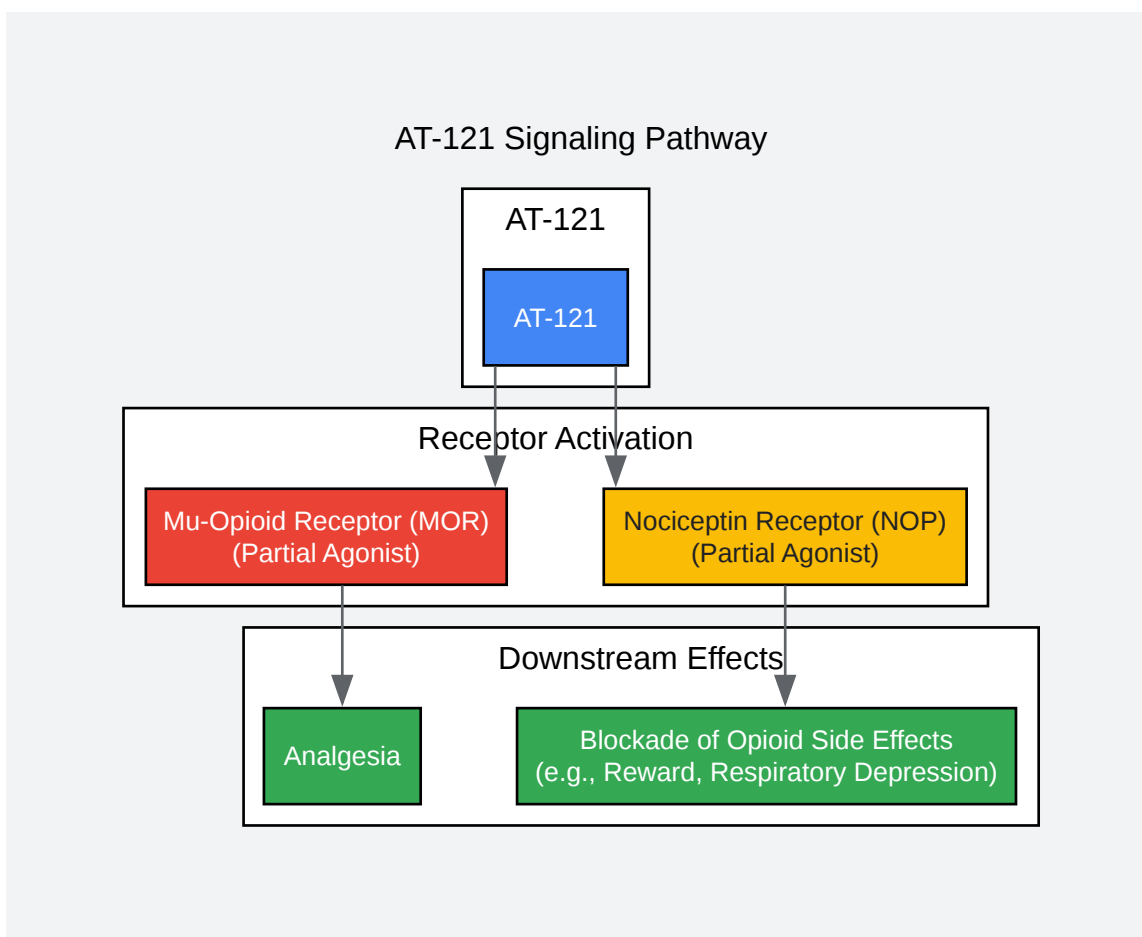 AT-121 Signaling Pathway
AT-121
AT-121
Receptor Activation
Mu-Opioid Receptor (MOR)
(Partial Agonist)
Nociceptin Receptor (NOP)
(Partial Agonist)
Downstream Effects
Analgesia
Blockade of Opioid Side Effects
(e.g., Reward, Respiratory Depression)